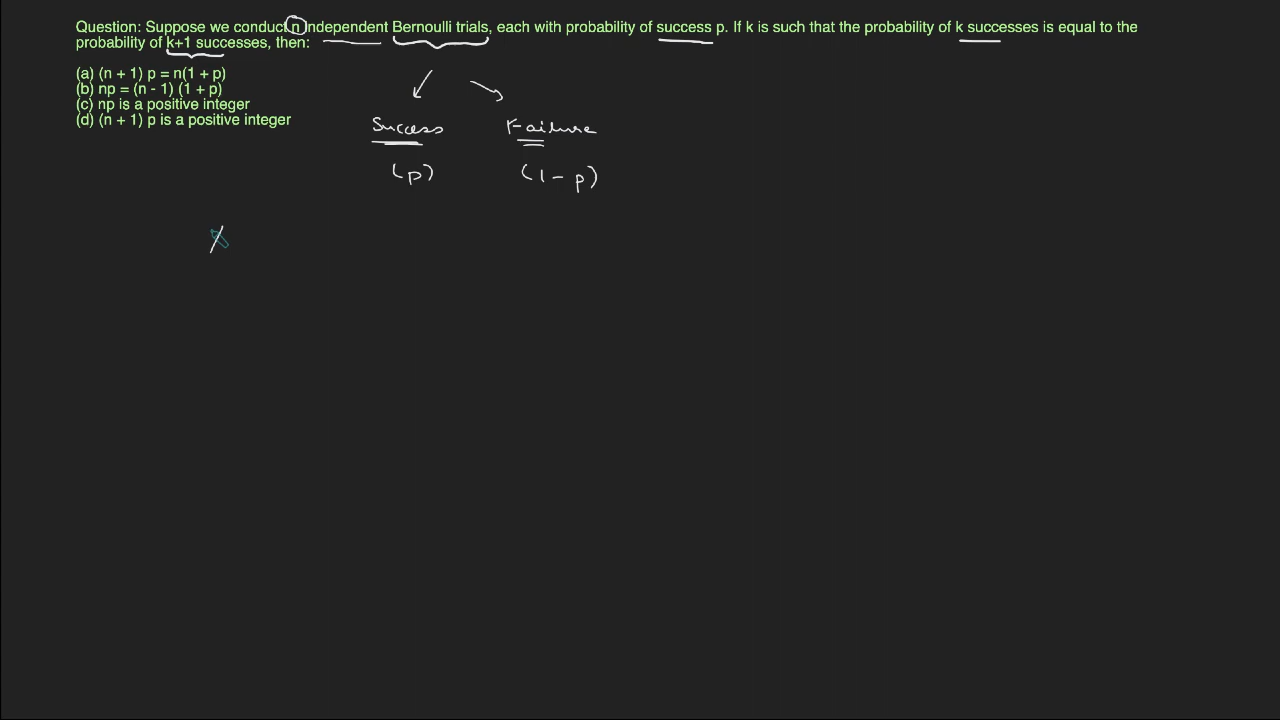 Question: Suppose we conduct n independent Bernoulli trials, each with probability of success p. If k is such that the probability of k successes is equal to the
probability of k+1 successes, then:
(a) (n + 1) p = n(1 + p)
(b) np = (n - 1) (1 + p)
(c) np is a positive integer
(d) (n + 1) p is a positive integer
Success Failure
(p) (1 - p)